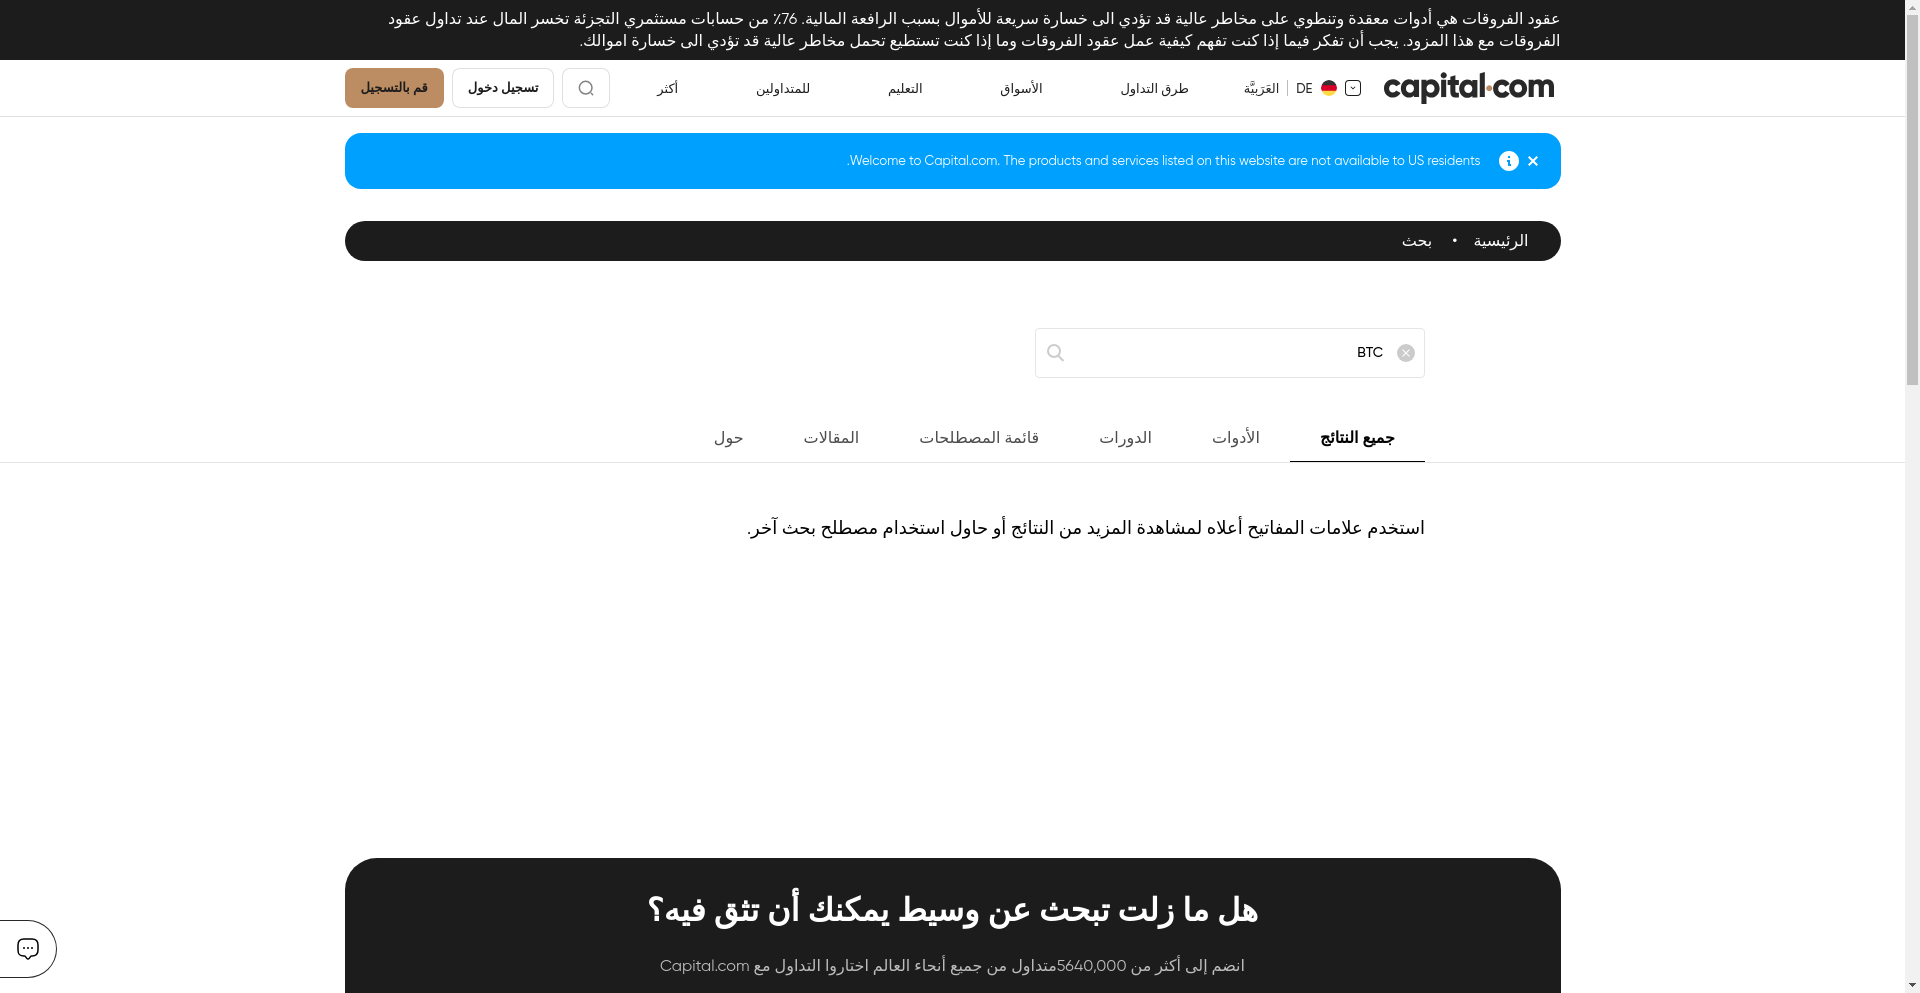 عقود الفروقات هي أدوات معقدة وتنطوي على مخاطر عالية قد تؤدي الى خسارة سريعة للأموال بسبب الرافعة المالية. 76٪ من حسابات مستثمري التجزئة تخسر المال عند تداول عقود
الفروقات مع هذا المزود. يجب أن تفكر فيما إذا كنت تفهم كيفية عمل عقود الفروقات وما إذا كنت تستطيع تحمل مخاطر عالية قد تؤدي الى خسارة اموالك.
capital.com
DE
العَرَبيَّة
طرق التداول
الأسواق
التعليم
للمتداولين
أكثر
تسجيل دخول
قم بالتسجيل
.Welcome to Capital.com. The products and services listed on this website are not available to US residents
الرئيسية • بحث
BTC
جميع النتائج
الأدوات
الدورات
قائمة المصطلحات
المقالات
حول
استخدم علامات المفاتيح أعلاه لمشاهدة المزيد من النتائج أو حاول استخدام مصطلح بحث آخر.
هل ما زلت تبحث عن وسيط يمكنك أن تثق فيه؟
انضم إلى أكثر من 5640,000متداول من جميع أنحاء العالم اختاروا التداول مع Capital.com